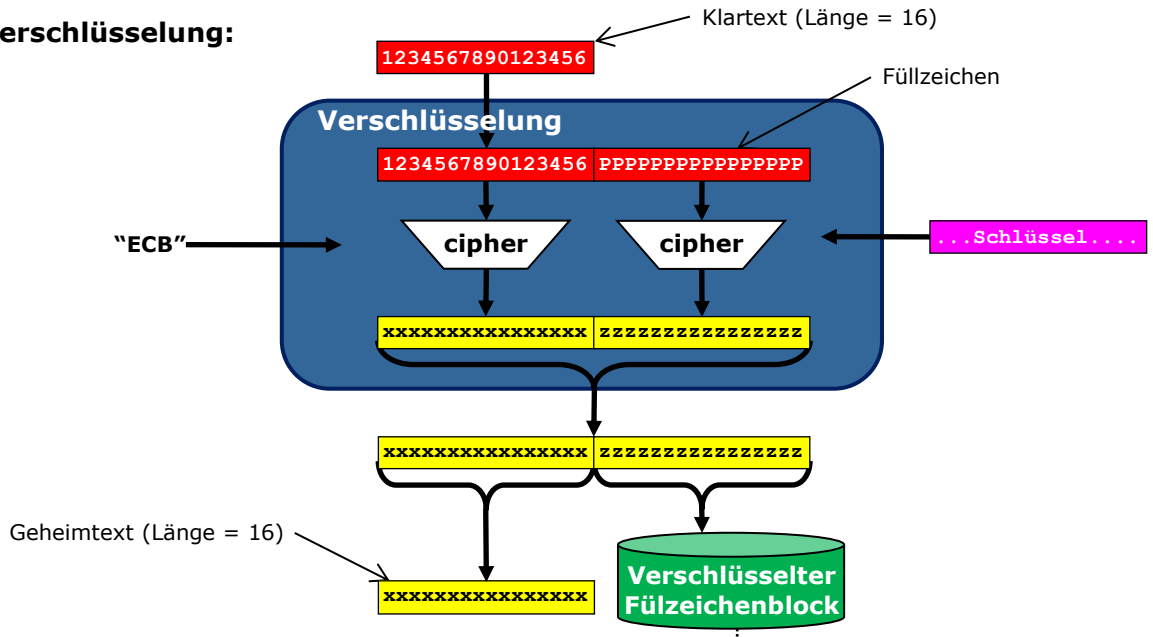 erschlüsselung:
Klartext (Länge = 16)
1234567890123456
Füllzeichen
Verschlüsselung
1234567890123456 PPPPPPPPPPPPPPPP
“ECB”
cipher cipher
...Schlüssel....
xxxxxxxxxxxxxxxx zzzzzzzzzzzzzzzz
xxxxxxxxxxxxxxxx zzzzzzzzzzzzzzzz
Geheimtext (Länge = 16)
Verschlüsselter
Fülzeichenblock
xxxxxxxxxxxxxxxx